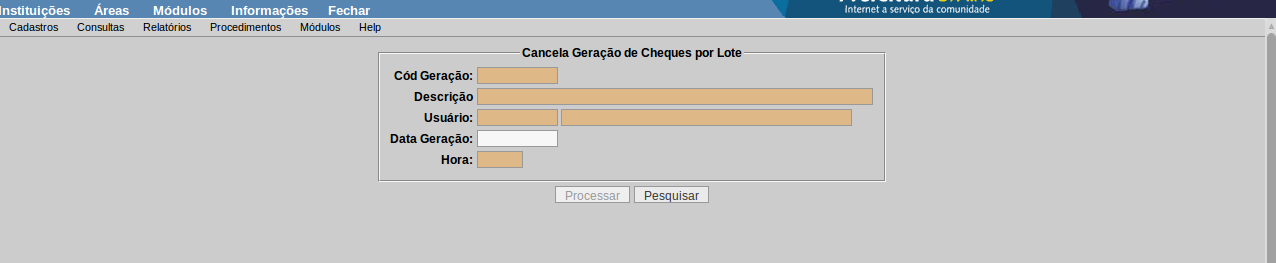 Instituições Áreas Módulos Informações Fechar
Internet a serviço da comunidade
Cadastros Consultas Relatórios Procedimentos Módulos Help
Cancela Geração de Cheques por Lote
Cód Geração:
Descrição
Usuário:
Data Geração:
Hora:
Processar Pesquisar